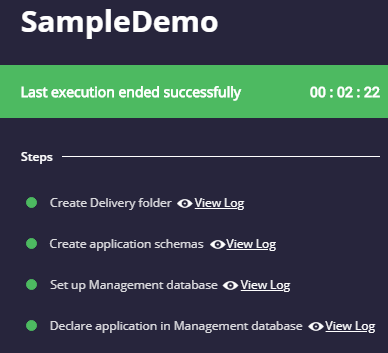 SampleDemo
Last execution ended successfully 00 : 02 : 22
Steps
Create Delivery folder View Log
Create application schemas View Log
Set up Management database View Log
Declare application in Management database View Log